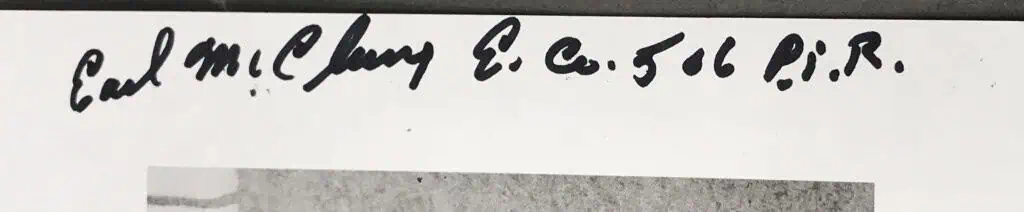 Earl McClung E. Co. 506 P.I.R.